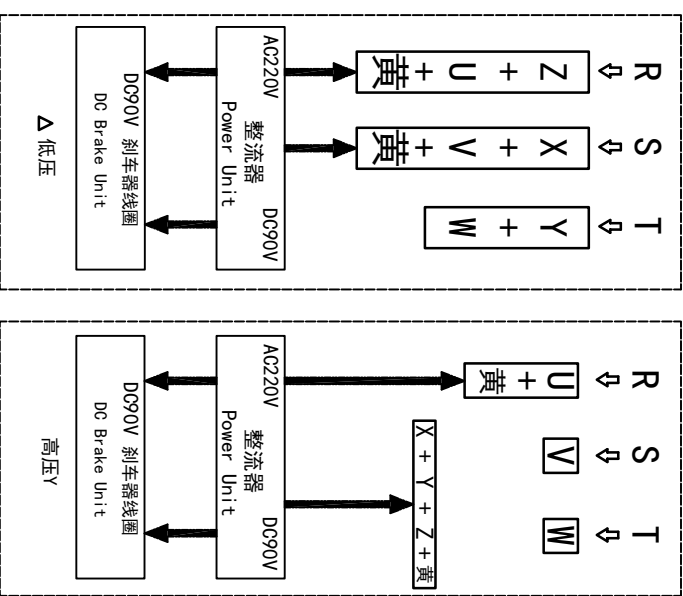 R S T
⇩ ⇩ ⇩
Z + U + 黄
X + V + 黄
Y + W
AC220V 整流器 DC90V
Power Unit
DC90V 刹车器线圈
DC Brake Unit
Δ 低压
R S T
⇩ ⇩ ⇩
U + 黄
V
W
X + Y + Z + 黄
AC220V 整流器 DC90V
Power Unit
DC90V 刹车器线圈
DC Brake Unit
高压Y